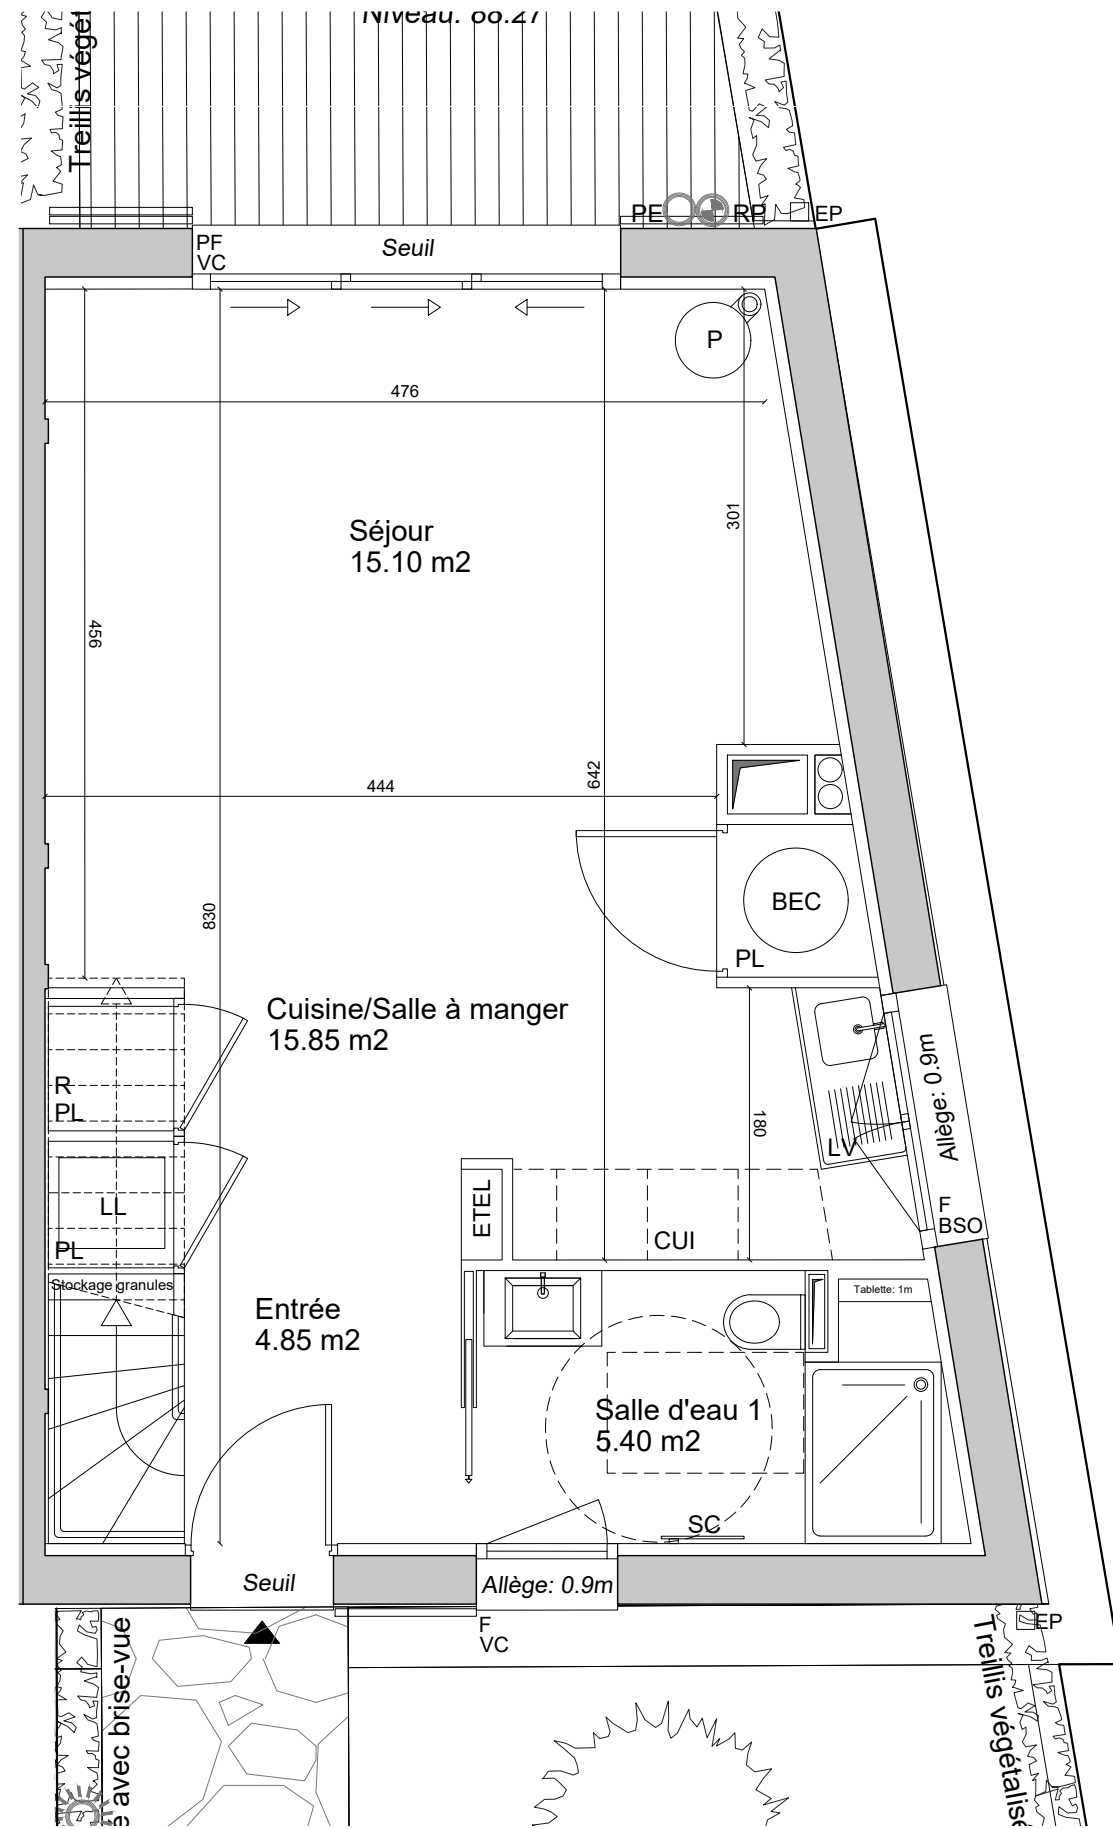 Niveau: 68.27
Treillis végét
PE
RP
EP
PF
VC
Seuil
P
476
301
Séjour
15.10 m2
456
642
444
830
BEC
PL
Cuisine/Salle à manger
15.85 m2
Allège: 0.9m
R
PL
180
LV
ETEL
LL
F
BSO
CUI
PL
Stockage granules
Tablette: 1m
Entrée
4.85 m2
Salle d'eau 1
5.40 m2
SC
Seuil
Allège: 0.9m
F
VC
EP
e avec brise-vue
Treillis végétalisé